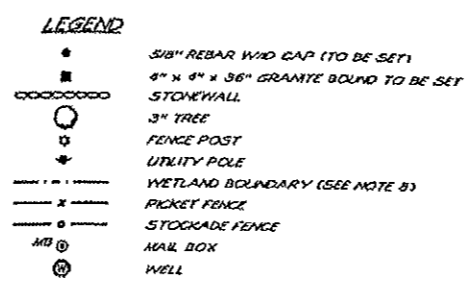 LEGEND
5/8" REBAR W/ID CAP (TO BE SET)
4" x 4" x 36" GRANITE BOUND TO BE SET
STONEWALL
3" TREE
FENCE POST
UTILITY POLE
WETLAND BOUNDARY (SEE NOTE 8)
x PICKET FENCE
o STOCKADE FENCE
MB B MAIL BOX
W WELL